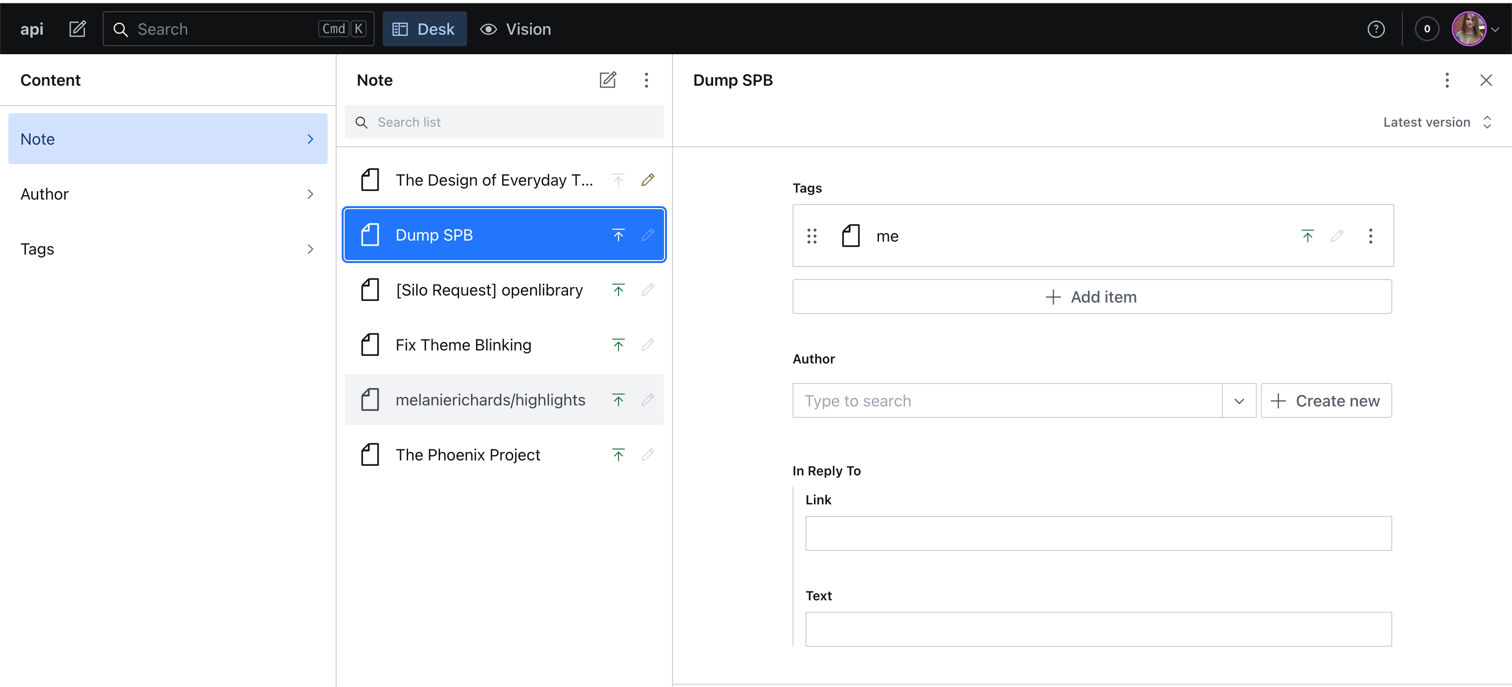 api
Search
Cmd K
Desk
Vision
?
0
Content
Note
Author
Tags
Note
Search list
The Design of Everyday T...
Dump SPB
[Silo Request] openlibrary
Fix Theme Blinking
melanierichards/highlights
The Phoenix Project
Dump SPB
Latest version
Tags
me
Add item
Author
Type to search
Create new
In Reply To
Link
Text